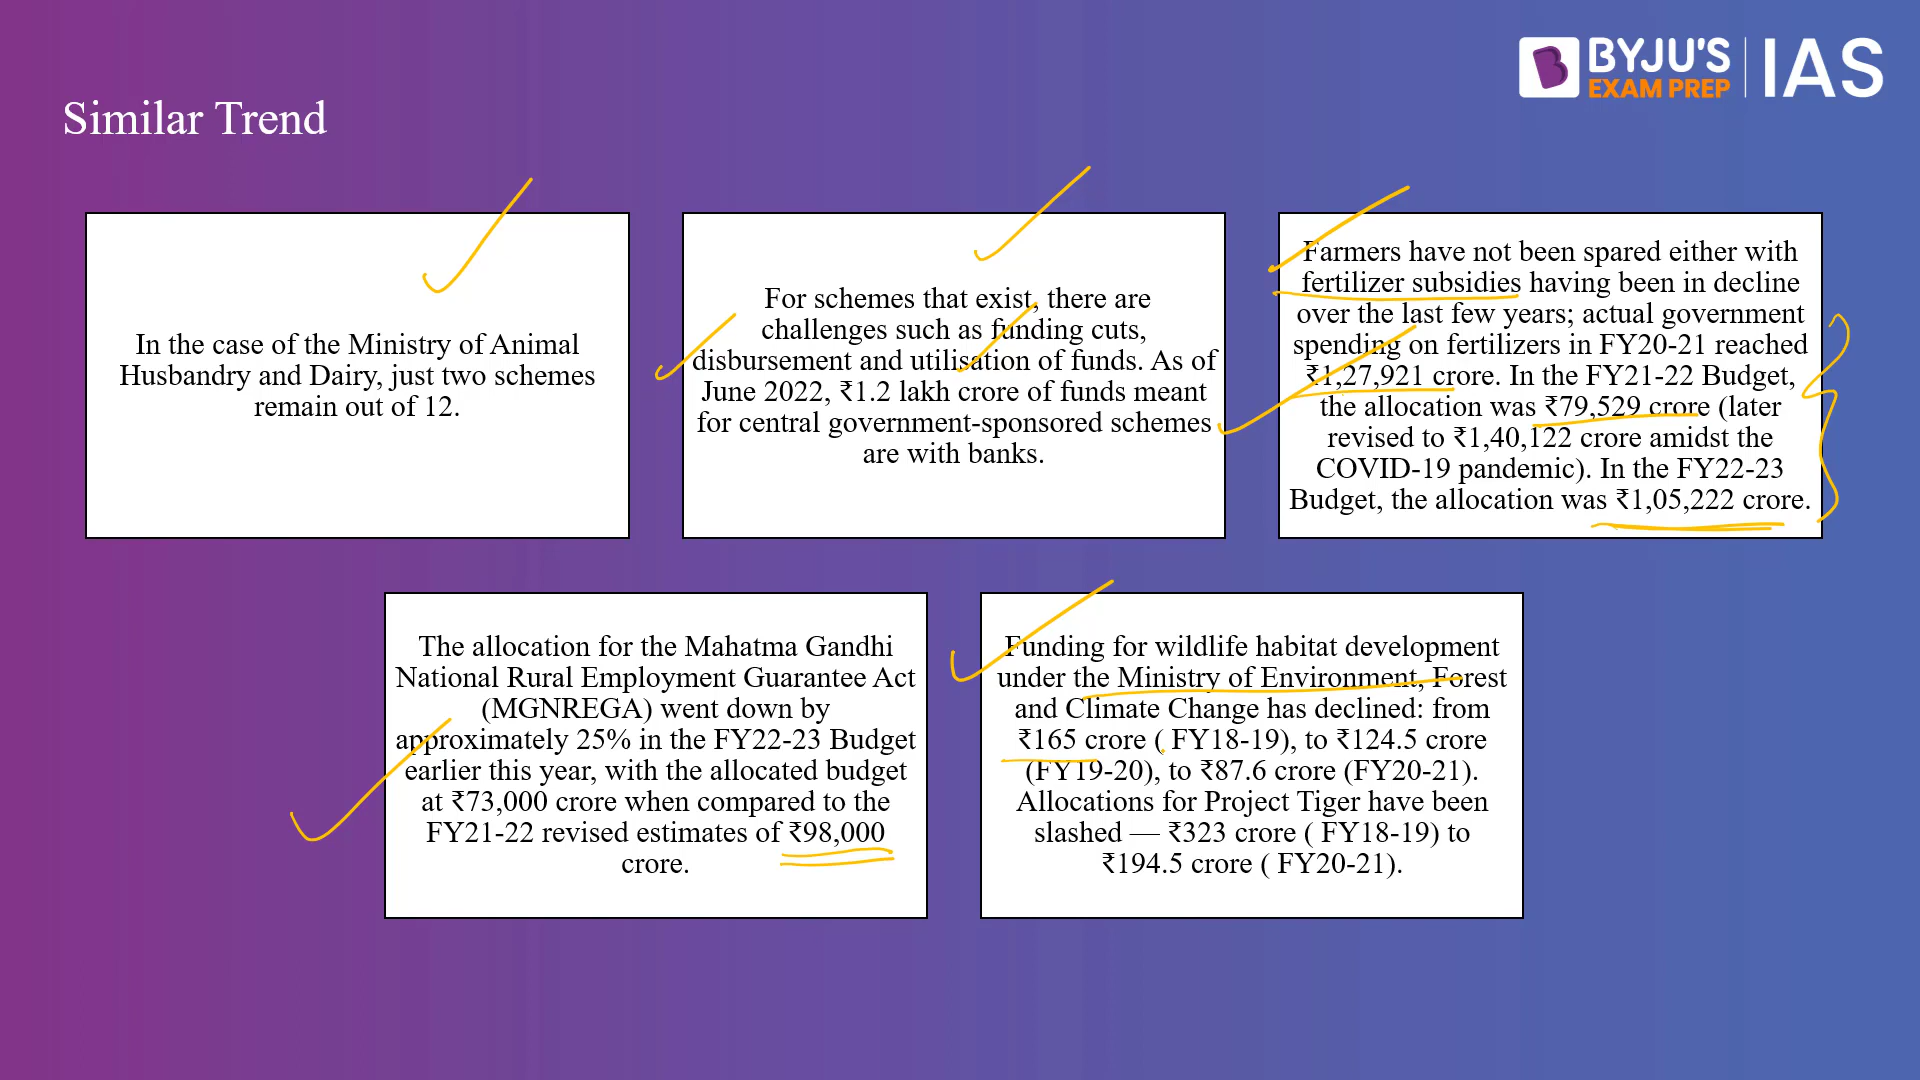 BYJU'S
EXAM PREP
IAS
Similar Trend
In the case of the Ministry of Animal
Husbandry and Dairy, just two schemes
remain out of 12.
For schemes that exist, there are
challenges such as funding cuts,
disbursement and utilisation of funds. As of
June 2022, ₹1.2 lakh crore of funds meant
for central government-sponsored schemes
are with banks.
Farmers have not been spared either with
fertilizer subsidies having been in decline
over the last few years; actual government
spending on fertilizers in FY20-21 reached
₹1,27,921 crore. In the FY21-22 Budget,
the allocation was ₹79,529 crore (later
revised to ₹1,40,122 crore amidst the
COVID-19 pandemic). In the FY22-23
Budget, the allocation was ₹1,05,222 crore.
The allocation for the Mahatma Gandhi
National Rural Employment Guarantee Act
(MGNREGA) went down by
approximately 25% in the FY22-23 Budget
earlier this year, with the allocated budget
at ₹73,000 crore when compared to the
FY21-22 revised estimates of ₹98,000
crore.
Funding for wildlife habitat development
under the Ministry of Environment, Forest
and Climate Change has declined: from
₹165 crore ( FY18-19), to ₹124.5 crore
(FY19-20), to ₹87.6 crore (FY20-21).
Allocations for Project Tiger have been
slashed — ₹323 crore ( FY18-19) to
₹194.5 crore ( FY20-21).